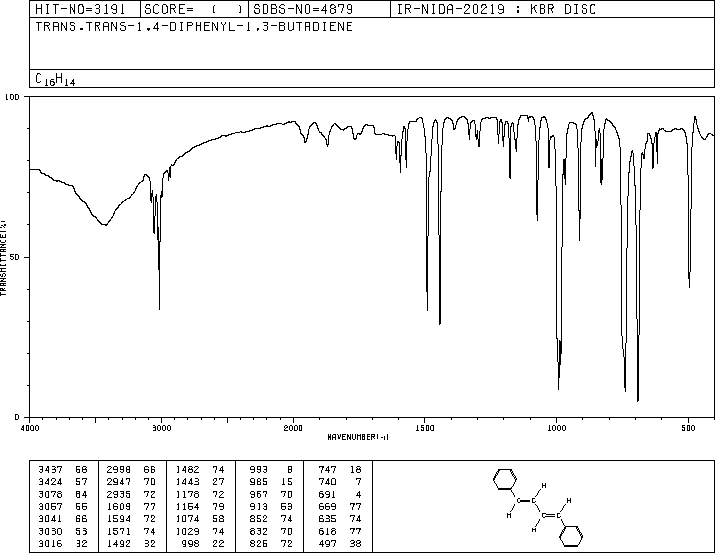 HIT-NO=3191 SCORE= ( ) SDBS-NO=4879 IR-NIDA-20219 : KBR DISC
TRANS,TRANS-1,4-DIPHENYL-1,3-BUTADIENE
C16H14
100
50
0
TRANSMITTANCE(%)
4000 3000 2000 1500 1000 500
WAVENUMBER(-1)
3437 58 2998 66 1482 74 993 8 747 18
3424 57 2947 70 1443 27 985 15 740 7
3078 64 2935 72 1178 72 967 70 691 4
3067 65 1609 77 1154 79 913 53 669 77
3041 66 1594 72 1074 58 852 74 635 74
3030 53 1571 74 1029 74 832 70 618 77
3016 32 1492 32 998 22 826 72 497 38
H
C C H
H C C
H